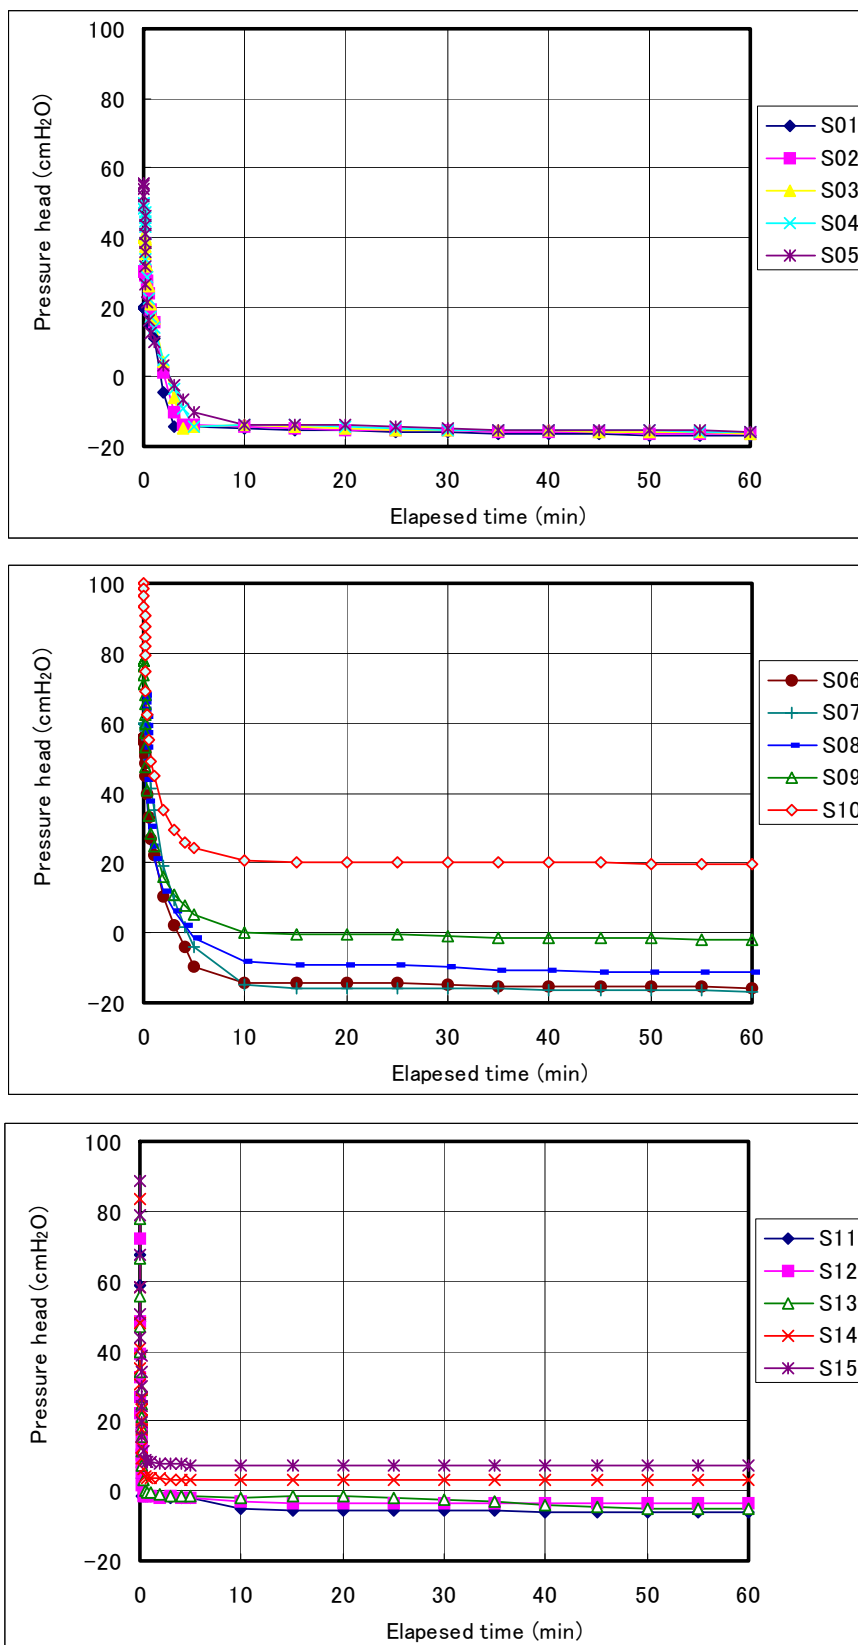 100
80
60
40
20
0
−20
Pressure head (cmH₂O)
0 10 20 30 40 50 60
Elapesed time (min)
S01
S02
S03
S04
S05
100
80
60
40
20
0
−20
Pressure head (cmH₂O)
0 10 20 30 40 50 60
Elapesed time (min)
S06
S07
S08
S09
S10
100
80
60
40
20
0
−20
Pressure head (cmH₂O)
0 10 20 30 40 50 60
Elapesed time (min)
S11
S12
S13
S14
S15